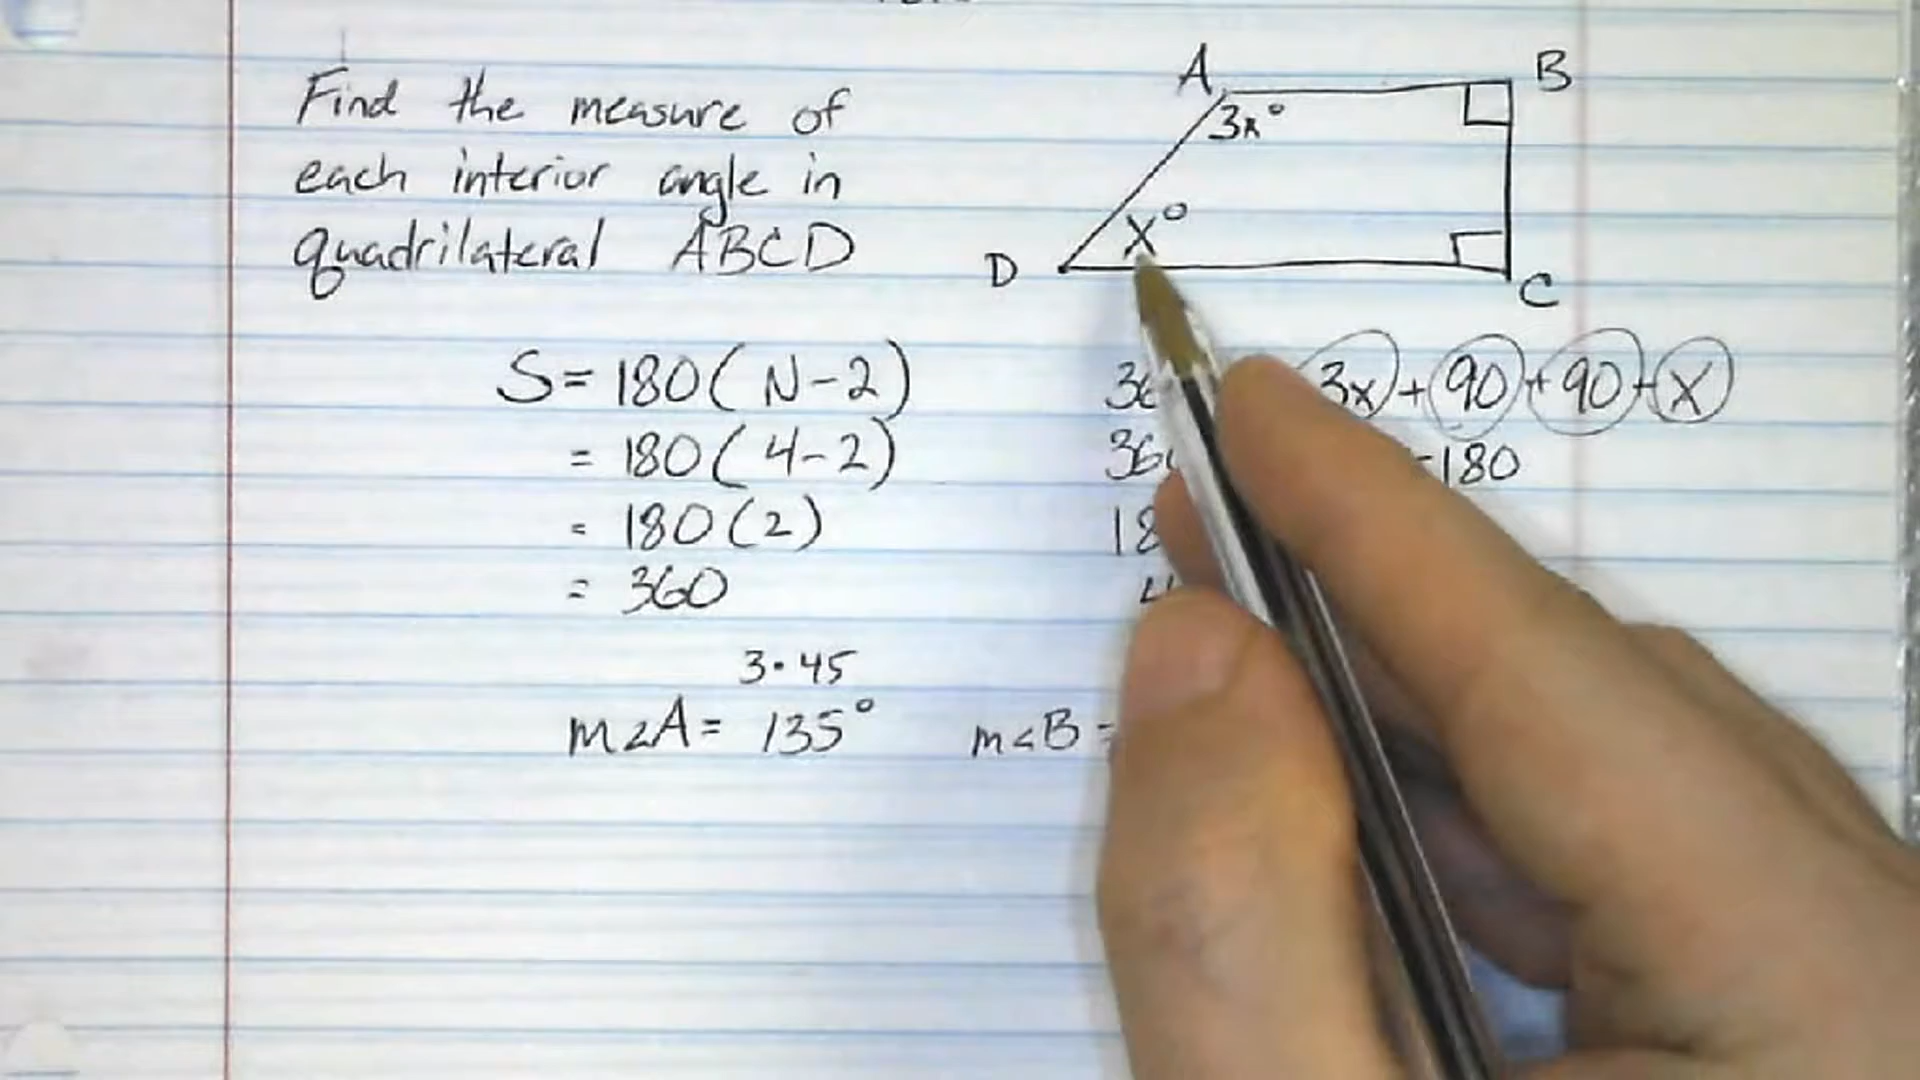 Find the measure of
each interior angle in
quadrilateral ABCD
A
B
3x°
x°
D
C
S = 180(N-2)
= 180(4-2)
= 180(2)
= 360
3x + 90 + 90 + x
180
3·45
m∠A = 135°
m∠B =